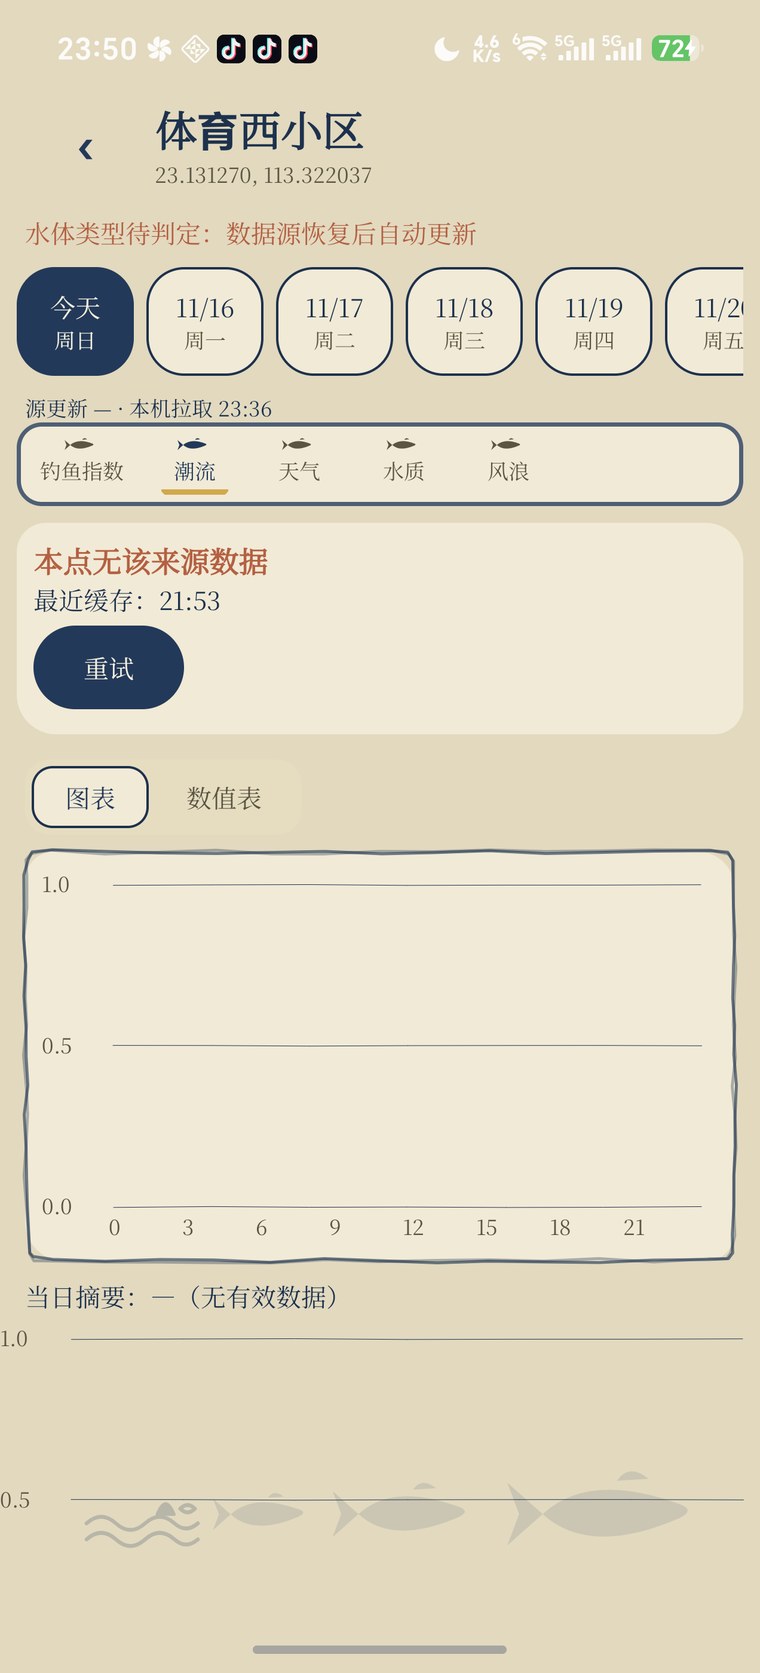 23:50
4.6 K/s
6
5G
5G
72
体育西小区
23.131270, 113.322037
水体类型待判定：数据源恢复后自动更新
今天 11/16 11/17 11/18 11/19 11/20
周日 周一 周二 周三 周四 周五
源更新 — · 本机拉取 23:36
钓鱼指数 潮流 天气 水质 风浪
本点无该来源数据
最近缓存：21:53
重试
图表 数值表
1.0
0.5
0.0
0 3 6 9 12 15 18 21
当日摘要：—（无有效数据）
1.0
0.5